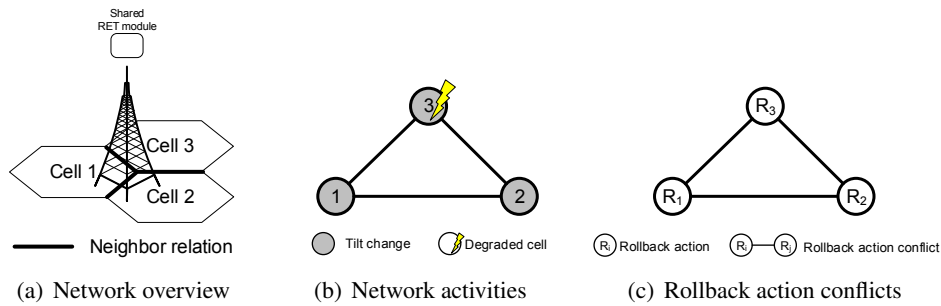 Shared
RET module
Cell 3
Cell 1
Cell 2
Neighbor relation
(a) Network overview
3
1
2
Tilt change
Degraded cell
(b) Network activities
R3
R1
R2
Ri Rollback action
Ri Rj Rollback action conflict
(c) Rollback action conflicts